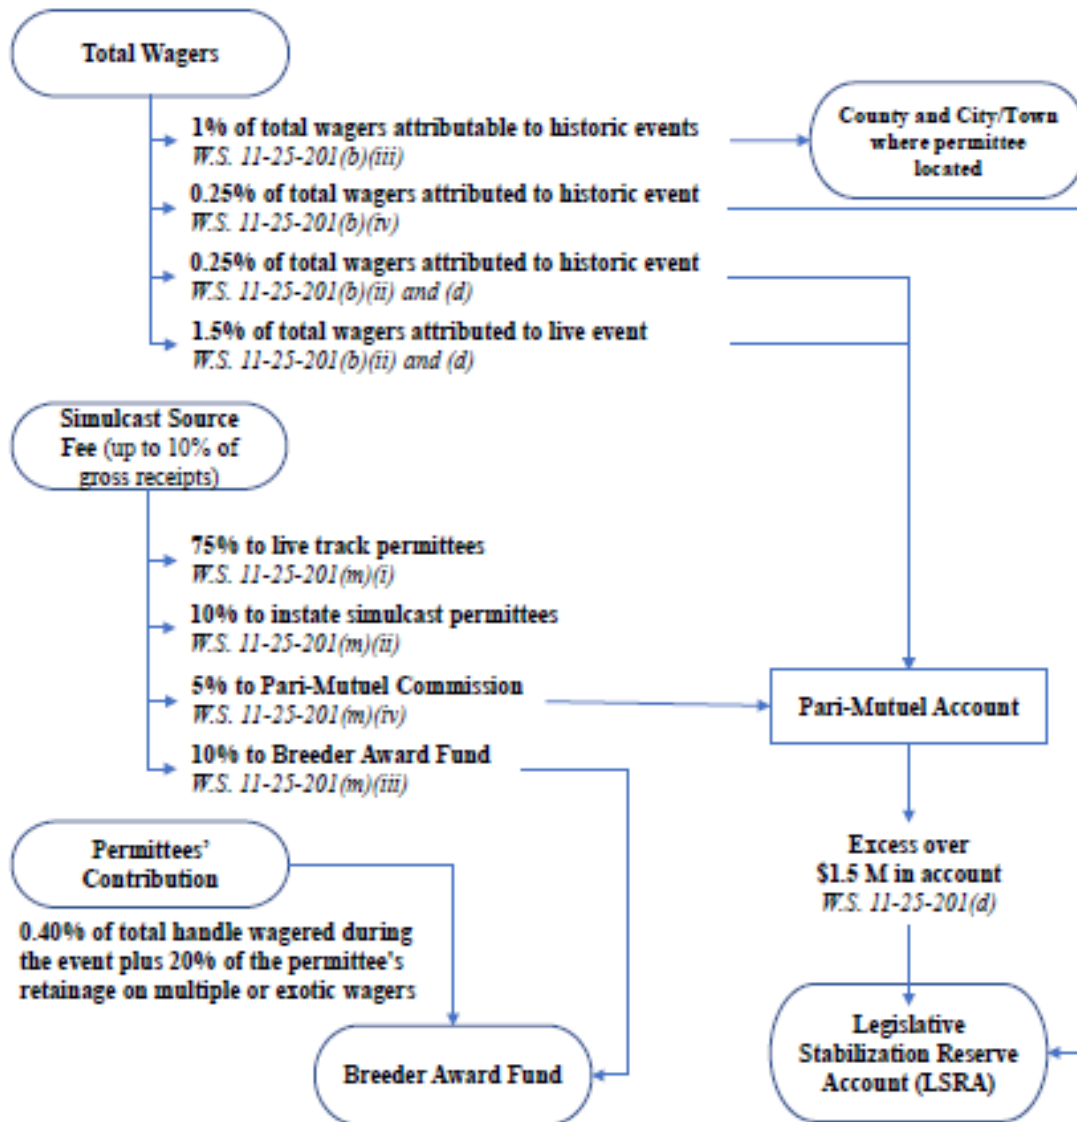 Total Wagers
1% of total wagers attributable to historic events
W.S. 11-25-201(b)(iii)
County and City/Town
where permittee
located
0.25% of total wagers attributed to historic event
W.S. 11-25-201(b)(iv)
0.25% of total wagers attributed to historic event
W.S. 11-25-201(b)(ii) and (d)
1.5% of total wagers attributed to live event
W.S. 11-25-201(b)(ii) and (d)
Simulcast Source
Fee (up to 10% of
gross receipts)
75% to live track permittees
W.S. 11-25-201(m)(i)
10% to instate simulcast permittees
W.S. 11-25-201(m)(ii)
5% to Pari-Mutuel Commission
W.S. 11-25-201(m)(iv)
Pari-Mutuel Account
10% to Breeder Award Fund
W.S. 11-25-201(m)(iii)
Permittees’
Contribution
0.40% of total handle wagered during
the event plus 20% of the permittee's
retainage on multiple or exotic wagers
Excess over
$1.5 M in account
W.S. 11-25-201(d)
Breeder Award Fund
Legislative
Stabilization Reserve
Account (LSRA)